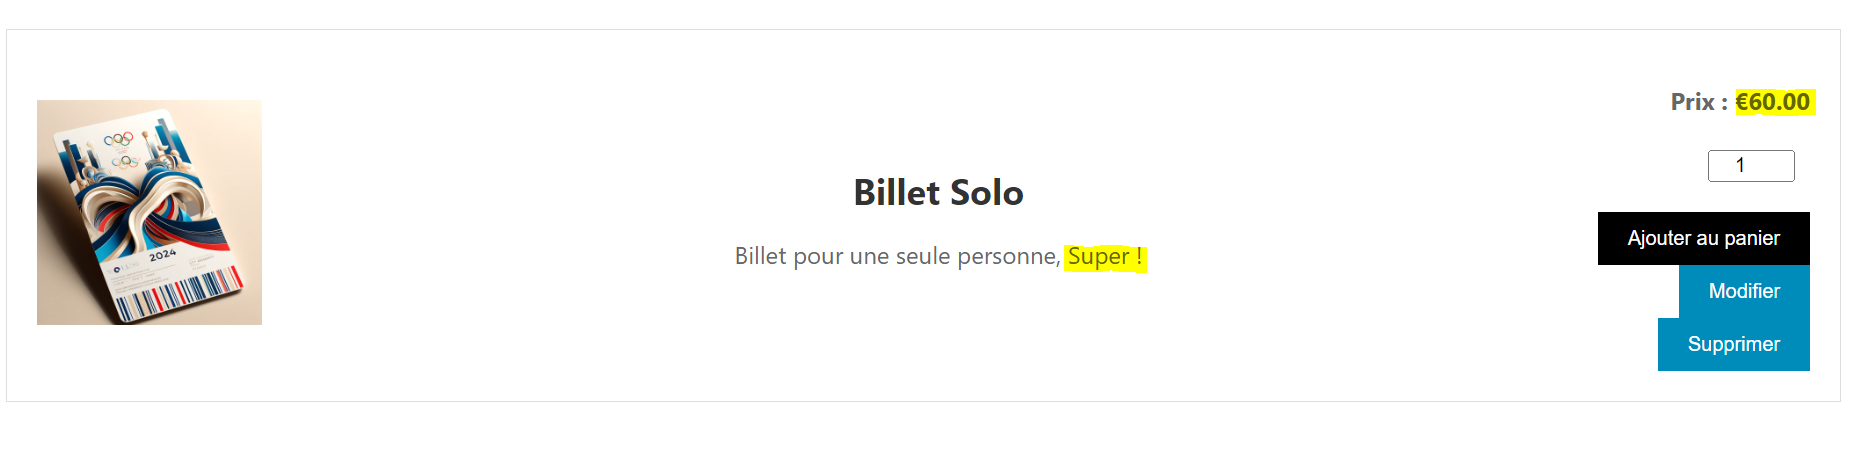 2024
Billet Solo
Billet pour une seule personne, Super !
Prix : €60.00
1
Ajouter au panier
Modifier
Supprimer